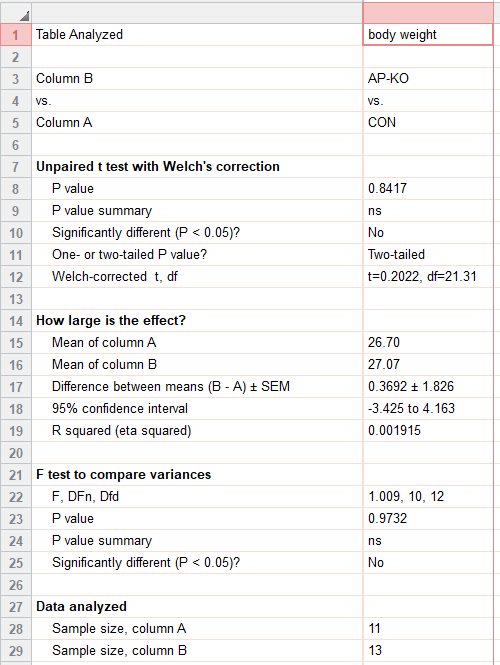 1 Table Analyzed body weight
2
3 Column B AP-KO
4 vs. vs.
5 Column A CON
6
7 Unpaired t test with Welch's correction
8 P value 0.8417
9 P value summary ns
10 Significantly different (P < 0.05)? No
11 One- or two-tailed P value? Two-tailed
12 Welch-corrected t, df t=0.2022, df=21.31
13
14 How large is the effect?
15 Mean of column A 26.70
16 Mean of column B 27.07
17 Difference between means (B - A) ± SEM 0.3692 ± 1.826
18 95% confidence interval -3.425 to 4.163
19 R squared (eta squared) 0.001915
20
21 F test to compare variances
22 F, DFn, Dfd 1.009, 10, 12
23 P value 0.9732
24 P value summary ns
25 Significantly different (P < 0.05)? No
26
27 Data analyzed
28 Sample size, column A 11
29 Sample size, column B 13